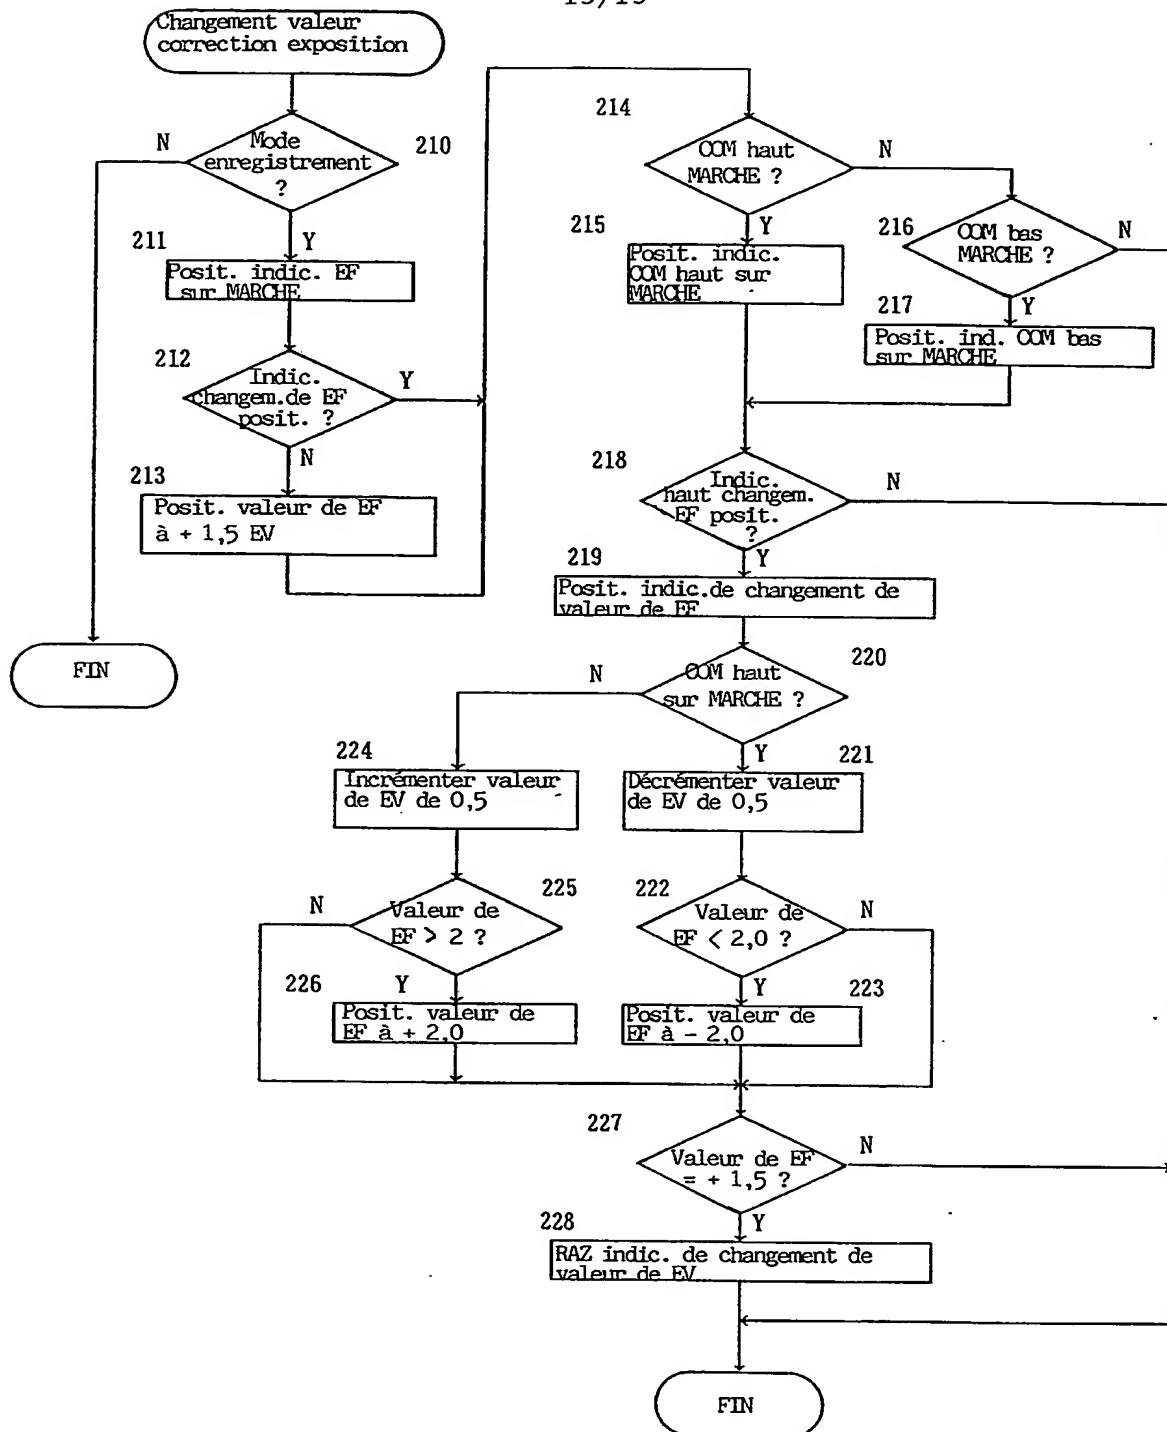 Changement valeur
correction exposition
N
Mode
enregistrement
?
210
Y
211
Posit. indic. EF
sur MARCHE
212
Indic.
changem.de EF
posit. ?
Y
N
213
Posit. valeur de EF
à + 1,5 EV
FIN
214
COM haut
MARCHE ?
N
215
Y
Posit. indic.
COM haut sur
MARCHE
216
COM bas
MARCHE ?
N
217
Y
Posit. ind. COM bas
sur MARCHE
218
Indic.
haut changem.
EF posit.
?
N
219
Y
Posit. indic.de changement de
valeur de EF
220
N
COM haut
sur MARCHE ?
Y
224
221
Incrémenter valeur
de EV de 0,5
Décrémenter valeur
de EV de 0,5
225
222
N
Valeur de
EF > 2 ?
Valeur de
EF < 2,0 ?
N
226
Y
Y
223
Posit. valeur de
EF à + 2,0
Posit. valeur de
EF à - 2,0
227
Valeur de EF
= + 1,5 ?
N
228
Y
RAZ indic. de changement de
valeur de EV
FIN